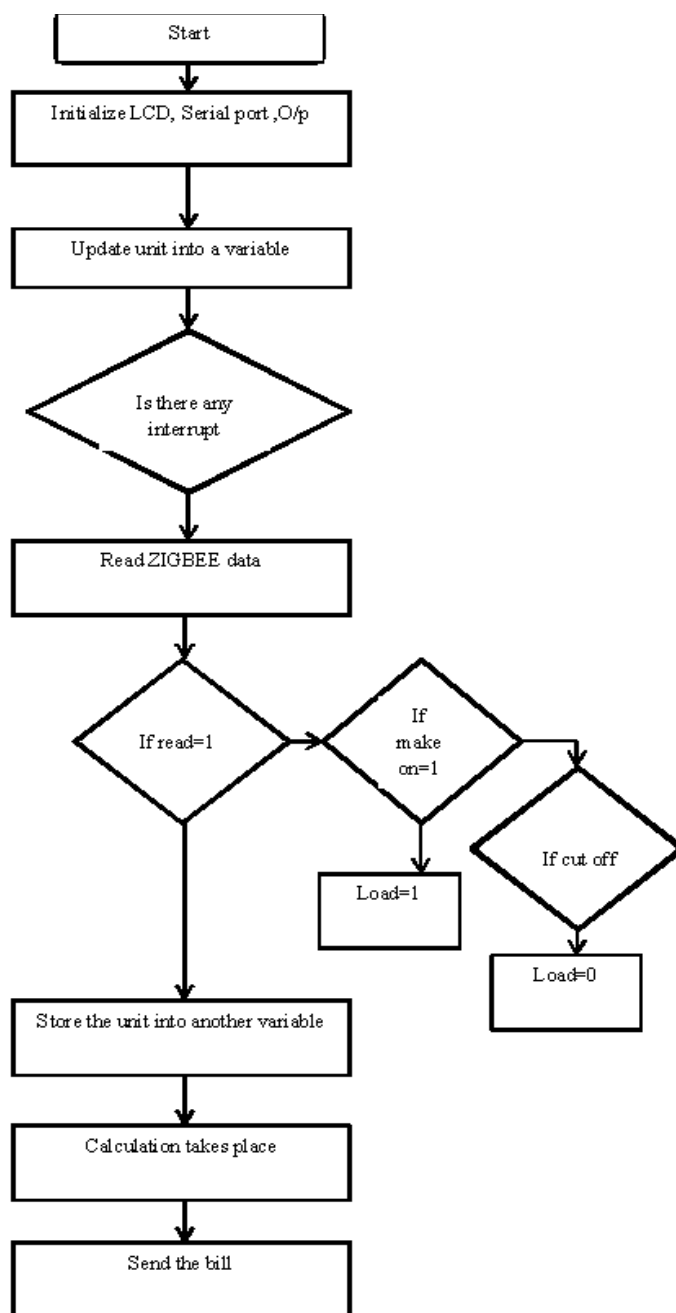 Start
Initialize LCD, Serial port ,O/p
Update unit into a variable
Is there any
interrupt
Read ZIGBEE data
If read=1
If
make
on=1
If cut off
Load=1
Load=0
Store the unit into another variable
Calculation takes place
Send the bill